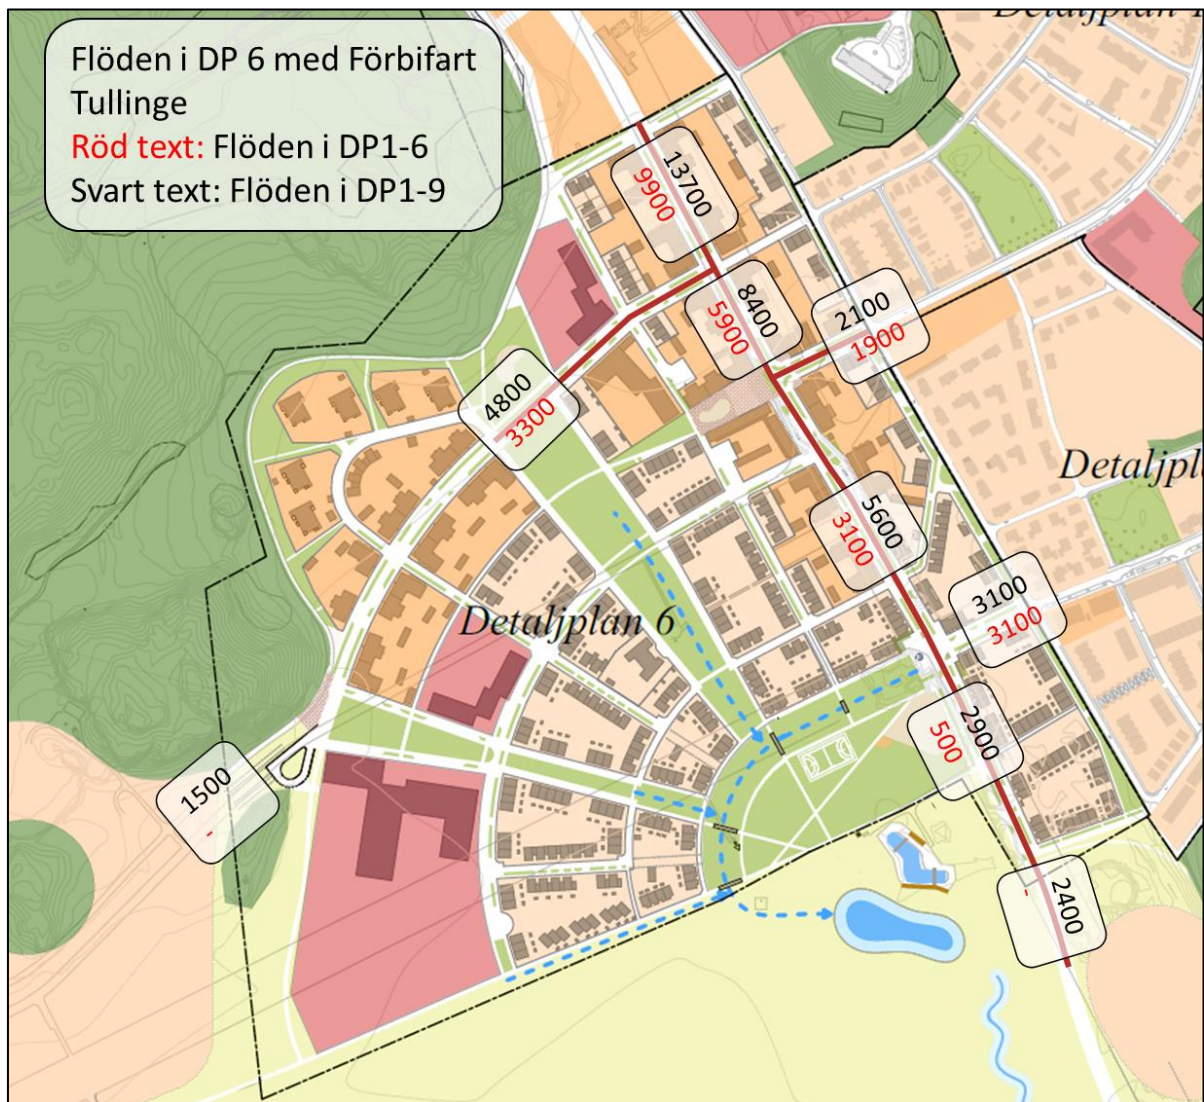 Detaljplan
Flöden i DP 6 med Förbifart
Tullinge
Röd text: Flöden i DP1-6
Svart text: Flöden i DP1-9
13700
9900
8400
5900
2100
1900
4800
3300
Detaljpl
5600
3100
3100
3100
Detaljplan 6
2900
500
1500
-
2400
-